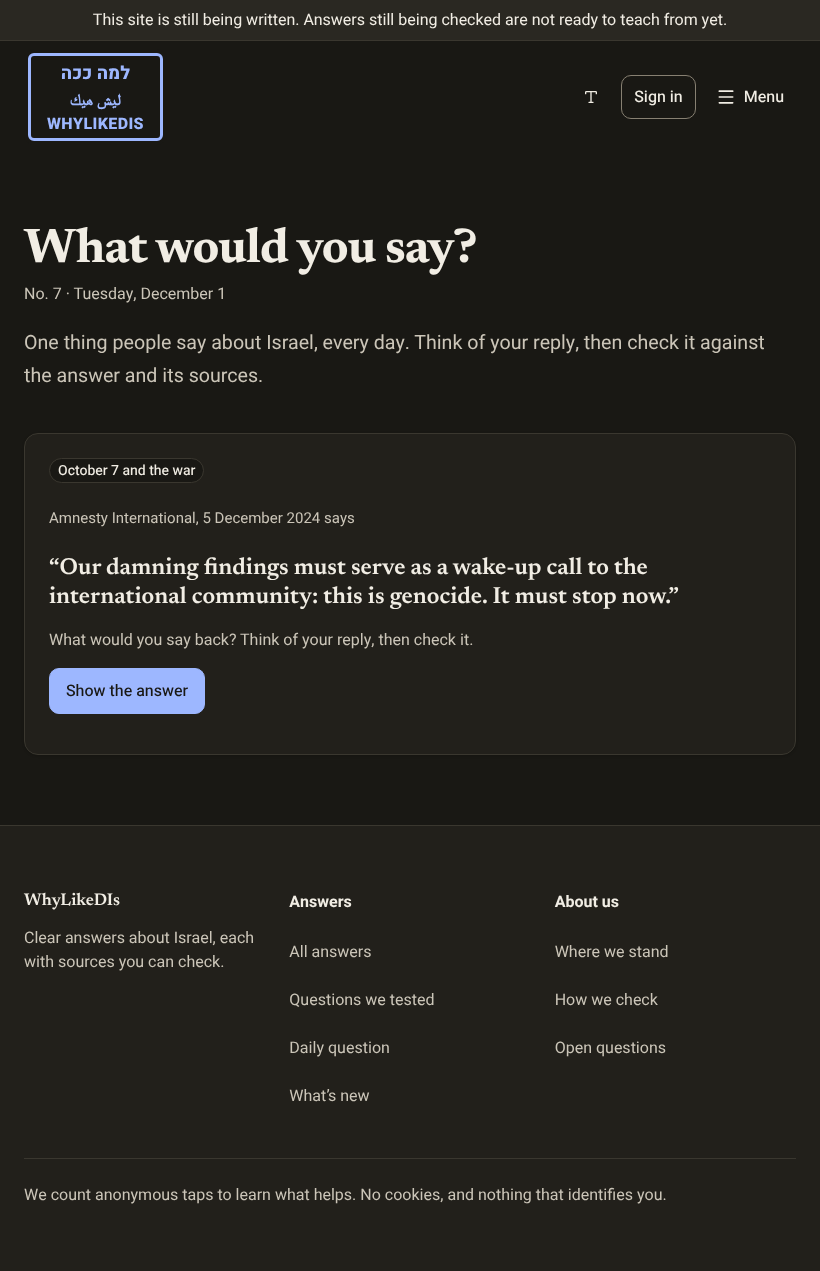 This site is still being written. Answers still being checked are not ready to teach from yet.
למה ככה
ليش هيك
WHYLIKEDIS
T
Sign in
Menu
What would you say?
No. 7 · Tuesday, December 1
One thing people say about Israel, every day. Think of your reply, then check it against
the answer and its sources.
October 7 and the war
Amnesty International, 5 December 2024 says
“Our damning findings must serve as a wake-up call to the
international community: this is genocide. It must stop now.”
What would you say back? Think of your reply, then check it.
Show the answer
WhyLikeDIs
Clear answers about Israel, each
with sources you can check.
Answers
All answers
Questions we tested
Daily question
What’s new
About us
Where we stand
How we check
Open questions
We count anonymous taps to learn what helps. No cookies, and nothing that identifies you.